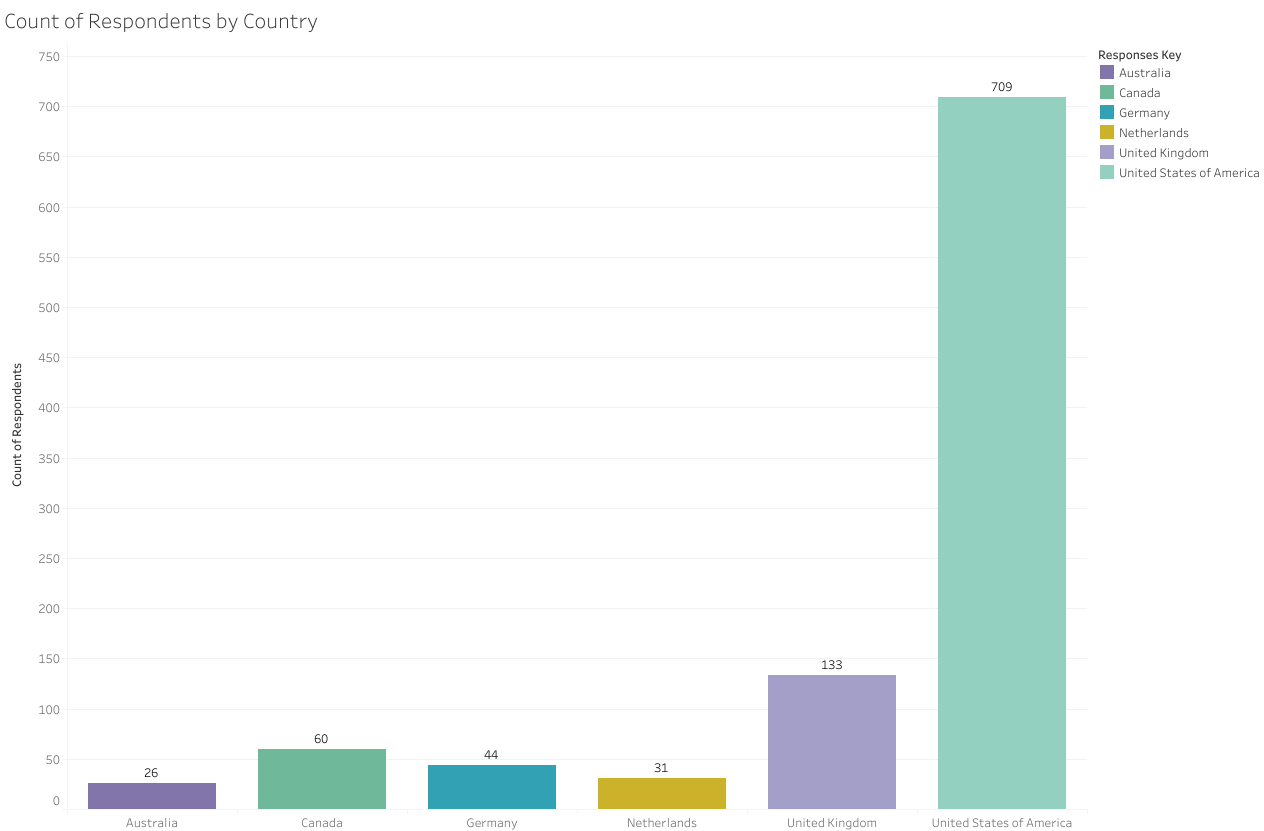 Count of Respondents by Country
Responses Key
Australia
Canada
Germany
Netherlands
United Kingdom
United States of America
Count of Respondents
750
700
650
600
550
500
450
400
350
300
250
200
150
100
50
0
26
60
44
31
133
709
Australia
Canada
Germany
Netherlands
United Kingdom
United States of America